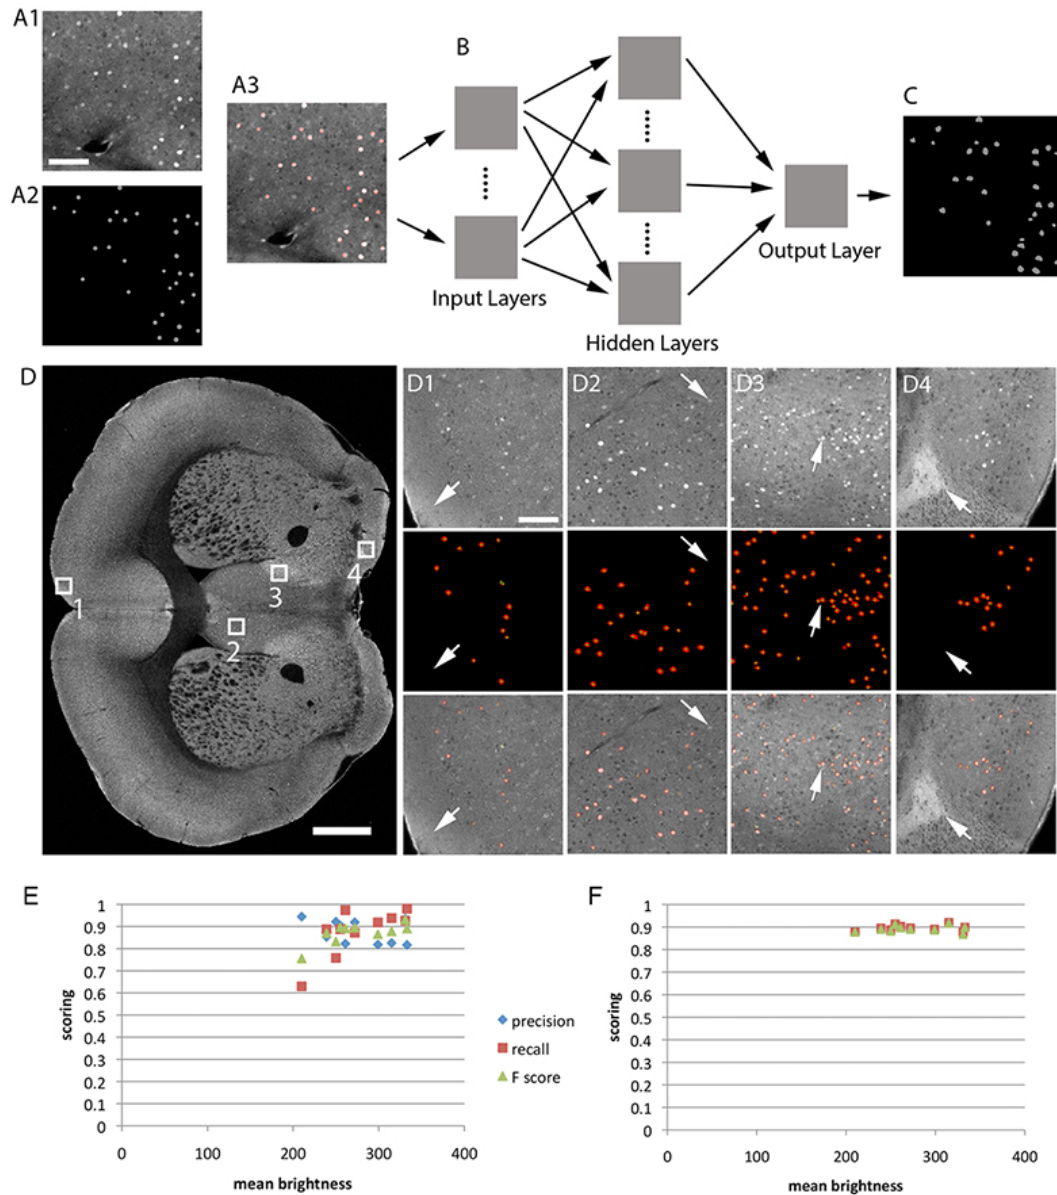 A1
A2
A3
B
C
Input Layers
Hidden Layers
Output Layer
D
1
2
3
4
D1
D2
D3
D4
E
1
0.9
0.8
0.7
0.6
0.5
0.4
0.3
0.2
0.1
0
scoring
0 100 200 300 400
mean brightness
precision
recall
F score
F
1
0.9
0.8
0.7
0.6
0.5
0.4
0.3
0.2
0.1
0
scoring
0 100 200 300 400
mean brightness